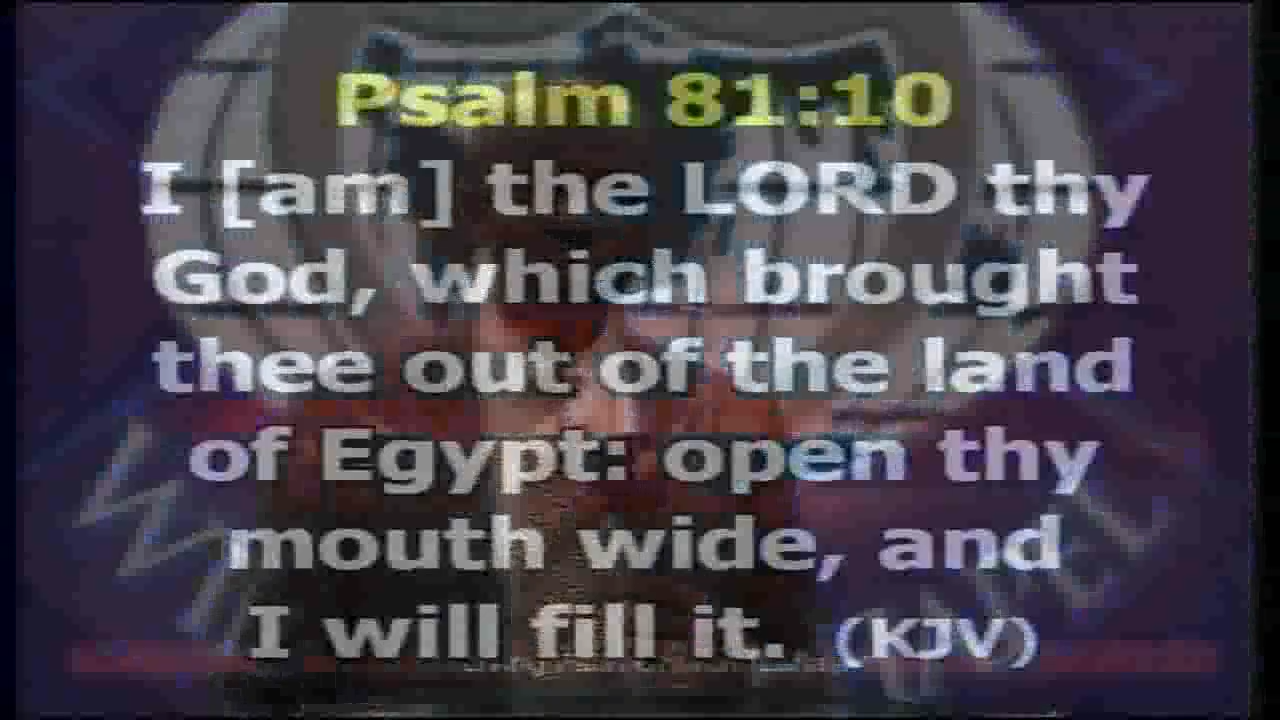 Psalm 81:10
I [am] the LORD thy
God, which brought
thee out of the land
of Egypt: open thy
mouth wide, and
I will fill it. (KJV)